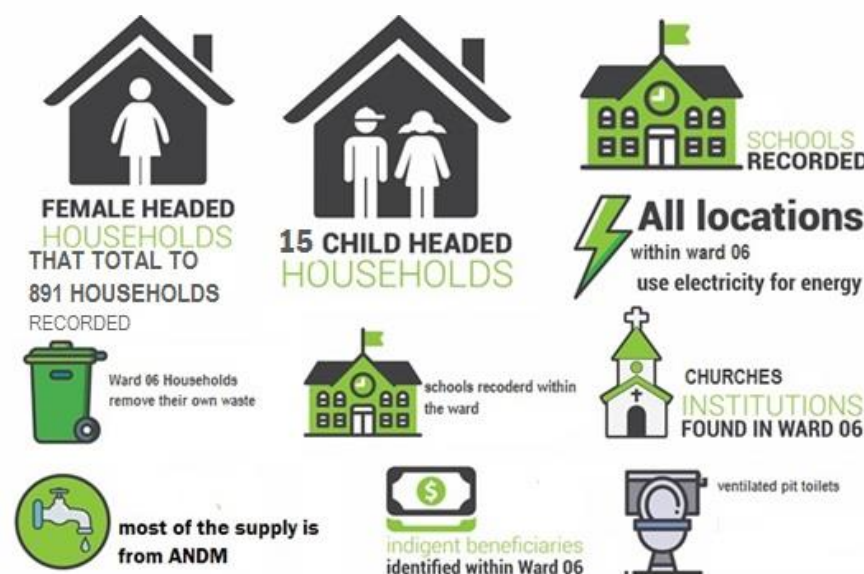 FEMALE HEADED
HOUSEHOLDS
THAT TOTAL TO
891 HOUSEHOLDS
RECORDED
15 CHILD HEADED
HOUSEHOLDS
SCHOOLS
RECORDED
All locations
within ward 06
use electricity for energy
Ward 06 Households
remove their own waste
schools recoderd within
the ward
CHURCHES
INSTITUTIONS
FOUND IN WARD 06
most of the supply is
from ANDM
$
indigent beneficiaries
identified within Ward 06
ventilated pit toilets